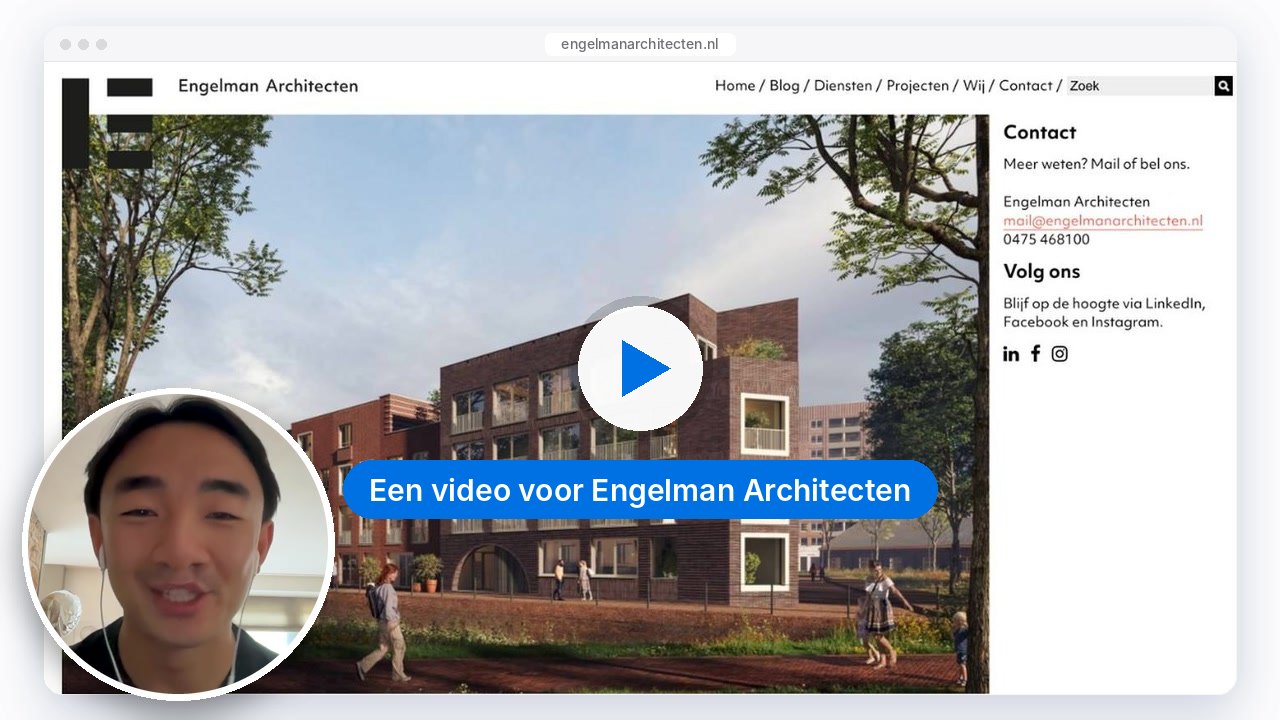 engelmanarchitecten.nl
Engelman Architecten
Home / Blog / Diensten / Projecten / Wij / Contact / Zoek
Contact
Meer weten? Mail of bel ons.
Engelman Architecten
mail@engelmanarchitecten.nl
0475 468100
Volg ons
Blijf op de hoogte via LinkedIn,
Facebook en Instagram.
Een video voor Engelman Architecten